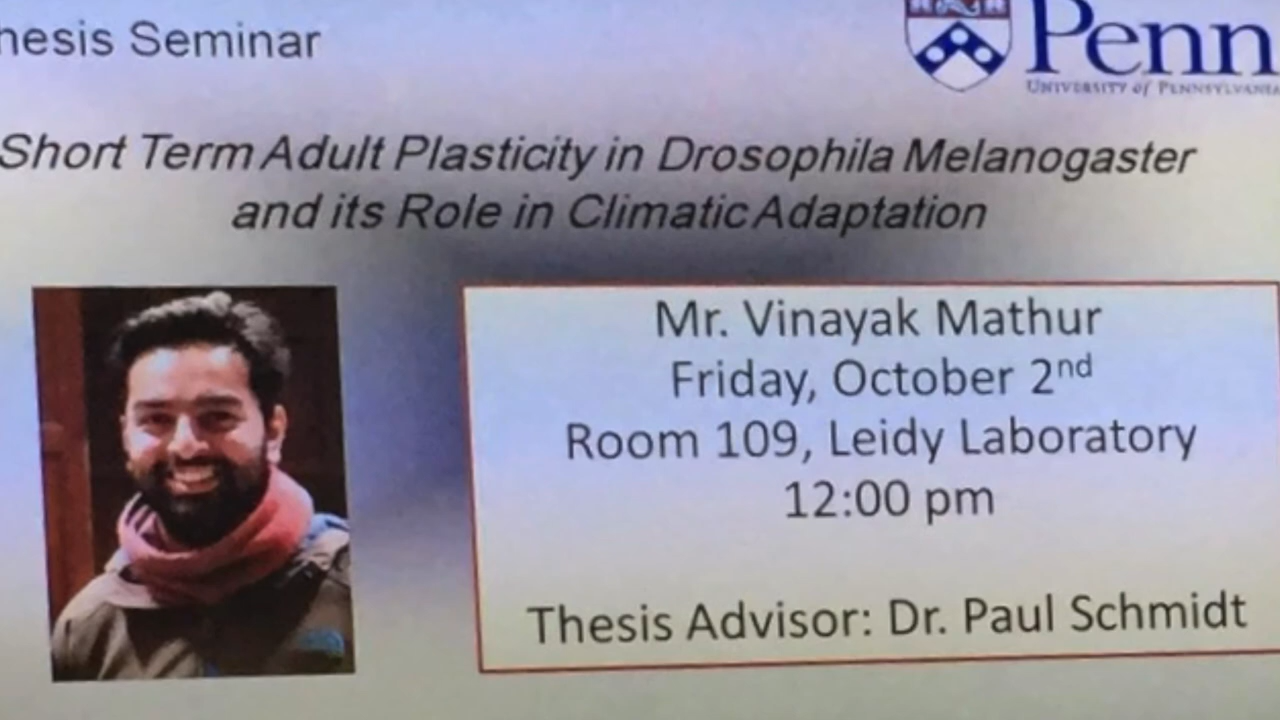 hesis Seminar
Penn
UNIVERSITY of PENNSYLVANIA
Short Term Adult Plasticity in Drosophila Melanogaster
and its Role in Climatic Adaptation
Mr. Vinayak Mathur
Friday, October 2nd
Room 109, Leidy Laboratory
12:00 pm
Thesis Advisor: Dr. Paul Schmidt